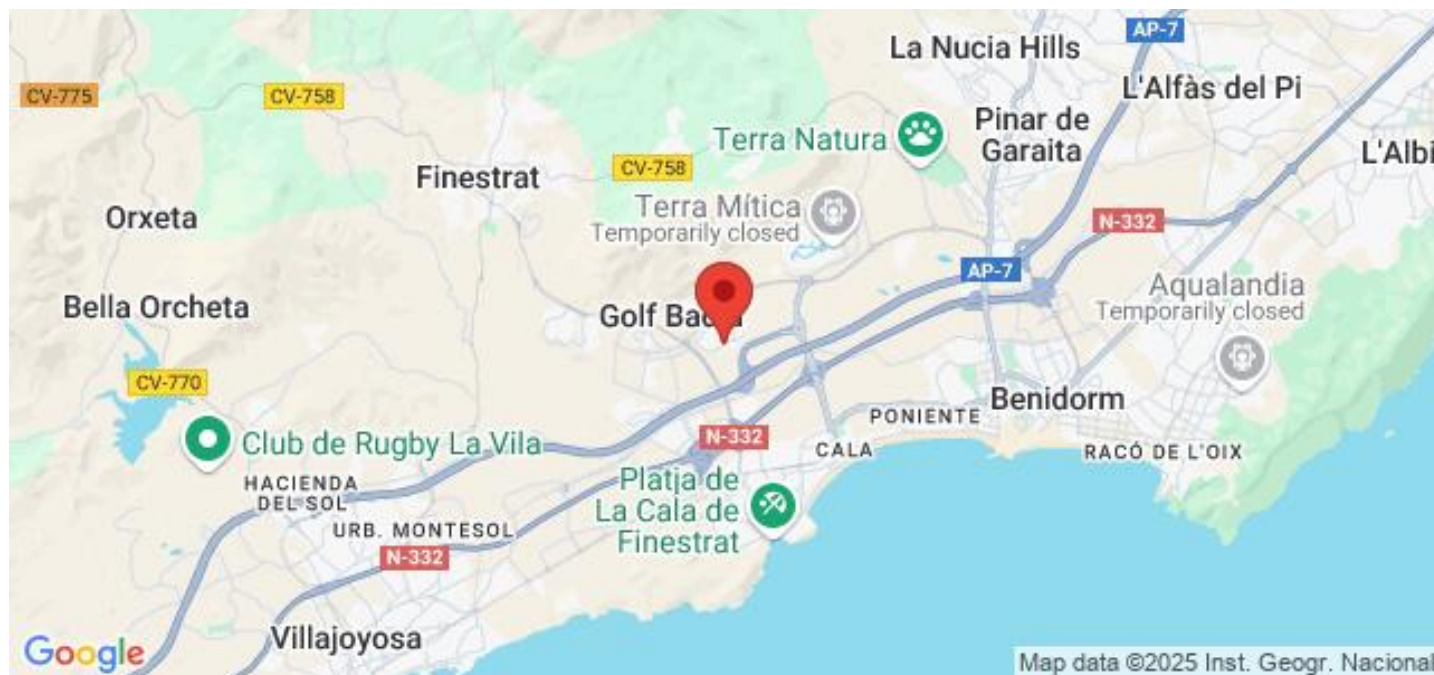 AP-7
La Nucia Hills
CV-775
CV-758
L'Alfàs del Pi
Terra Natura
Pinar de
Garaita
Finestrat
CV-758
L'Albi
Orxeta
Terra Mítica
Temporarily closed
N-332
AP-7
Bella Orcheta
Golf
Aqualandia
Temporarily closed
CV-770
Benidorm
PONIENTE
Club de Rugby La Vila
N-332
CALA
RACÓ DE L'OIX
HACIENDA
DEL SOL
Platja de
La Cala de
Finestrat
URB. MONTESOL
N-332
Villajoyosa
Google
Map data ©2025 Inst. Geogr. Nacional